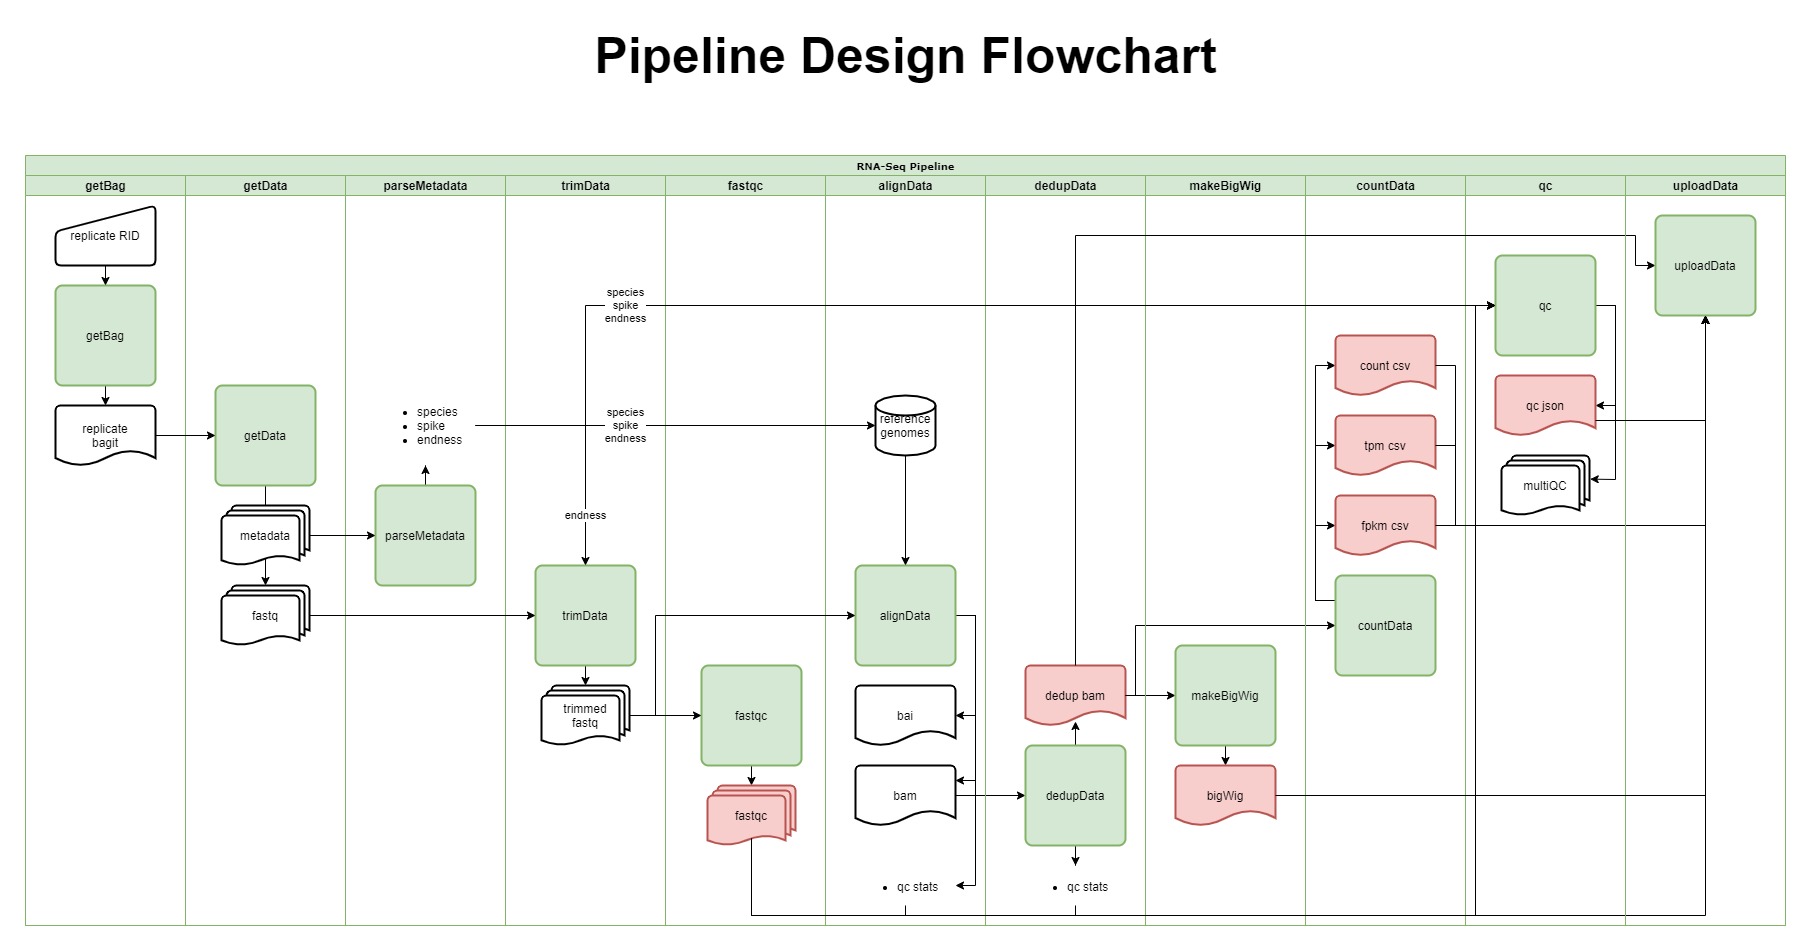 Pipeline Design Flowchart
RNA-Seq Pipeline
getBag
getData
parseMetadata
trimData
fastqc
alignData
dedupData
makeBigWig
countData
qc
uploadData
replicate RID
getBag
replicate
bagit
getData
metadata
fastq
• species
• spike
• endness
parseMetadata
species
spike
endness
species
spike
endness
endness
trimData
trimmed
fastq
fastqc
fastqc
reference
genomes
alignData
bai
bam
• qc stats
dedup bam
dedupData
• qc stats
makeBigWig
bigWig
count csv
tpm csv
fpkm csv
countData
qc
qc json
multiQC
uploadData